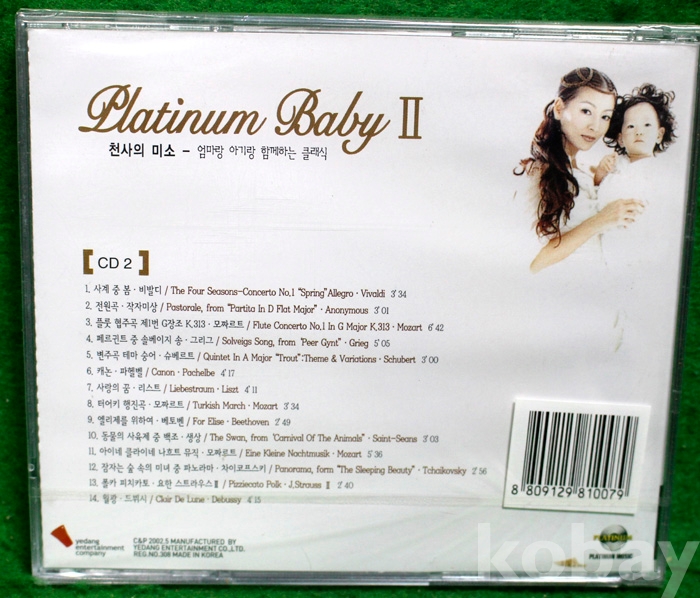 Platinum Baby II
천사의 미소 - 엄마랑 아기랑 함께하는 클래식
[ CD 2 ]
1. 사계 중 봄 · 비발디 / The Four Seasons-Concerto No.1 "Spring" Allegro · Vivaldi 3'34
2. 전원곡 · 작자미상 / Pastorale, from "Partita In D Flat Major" · Anonymous 3'01
3. 플룻 협주곡 제1번 G장조 K.313 · 모짜르트 / Flute Concerto No.1 In G Major K.313 · Mozart 6'42
4. 페르귄트 중 솔베이지 송 · 그리그 / Solveigs Song, from 'Peer Gynt' · Grieg 5'05
5. 변주곡 테마 숭어 · 슈베르트 / Quintet In A Major "Trout":Theme & Variations · Schubert 3'00
6. 캐논 · 파헬벨 / Canon · Pachelbe 4'17
7. 사랑의 꿈 · 리스트 / Liebestraum · Liszt 4'11
8. 터어키 행진곡 · 모짜르트 / Turkish March · Mozart 3'34
9. 엘리제를 위하여 · 베토벤 / For Elise · Beethoven 2'49
10. 동물의 사육제 중 백조 · 생상 / The Swan, from 'Carnival Of The Animals" · Saint-Seans 3'03
11. 아이네 클라이네 나흐트 뮤직 · 모짜르트 / Eine Kleine Nachtmusik · Mozart 5'36
12. 잠자는 숲 속의 미녀 중 파노라마 · 차이코프스키 / Panorama, form "The Sleeping Beauty" · Tchaikovsky 2'56
13. 폴카 피치카토 · 요한 스트라우스Ⅱ / Pizziecato Polk · J.Strauss Ⅱ 2'40
14. 월광 · 드뷔시 / Clair De Lune · Debussy 4'15
8 809129 810079
yedang
entertainment
company
C&P 2002.5 MANUFACTURED BY
YEDANG ENTERTAINMENT CO.,LTD.
REG.NO.308 MADE IN KOREA
PLATINUM
PLATINUM MUSIC
kobay